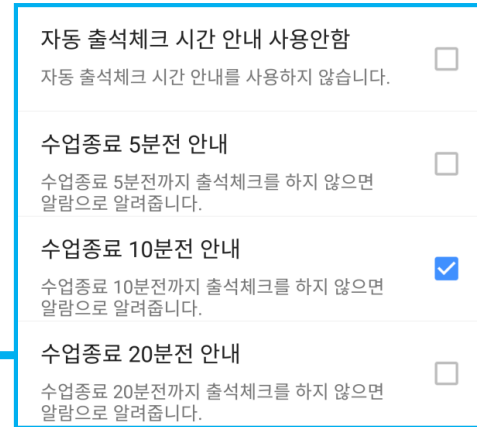 자동 출석체크 시간 안내 사용안함
자동 출석체크 시간 안내를 사용하지 않습니다.
수업종료 5분전 안내
수업종료 5분전까지 출석체크를 하지 않으면
알람으로 알려줍니다.
수업종료 10분전 안내
수업종료 10분전까지 출석체크를 하지 않으면
알람으로 알려줍니다.
수업종료 20분전 안내
수업종료 20분전까지 출석체크를 하지 않으면
알람으로 알려줍니다.